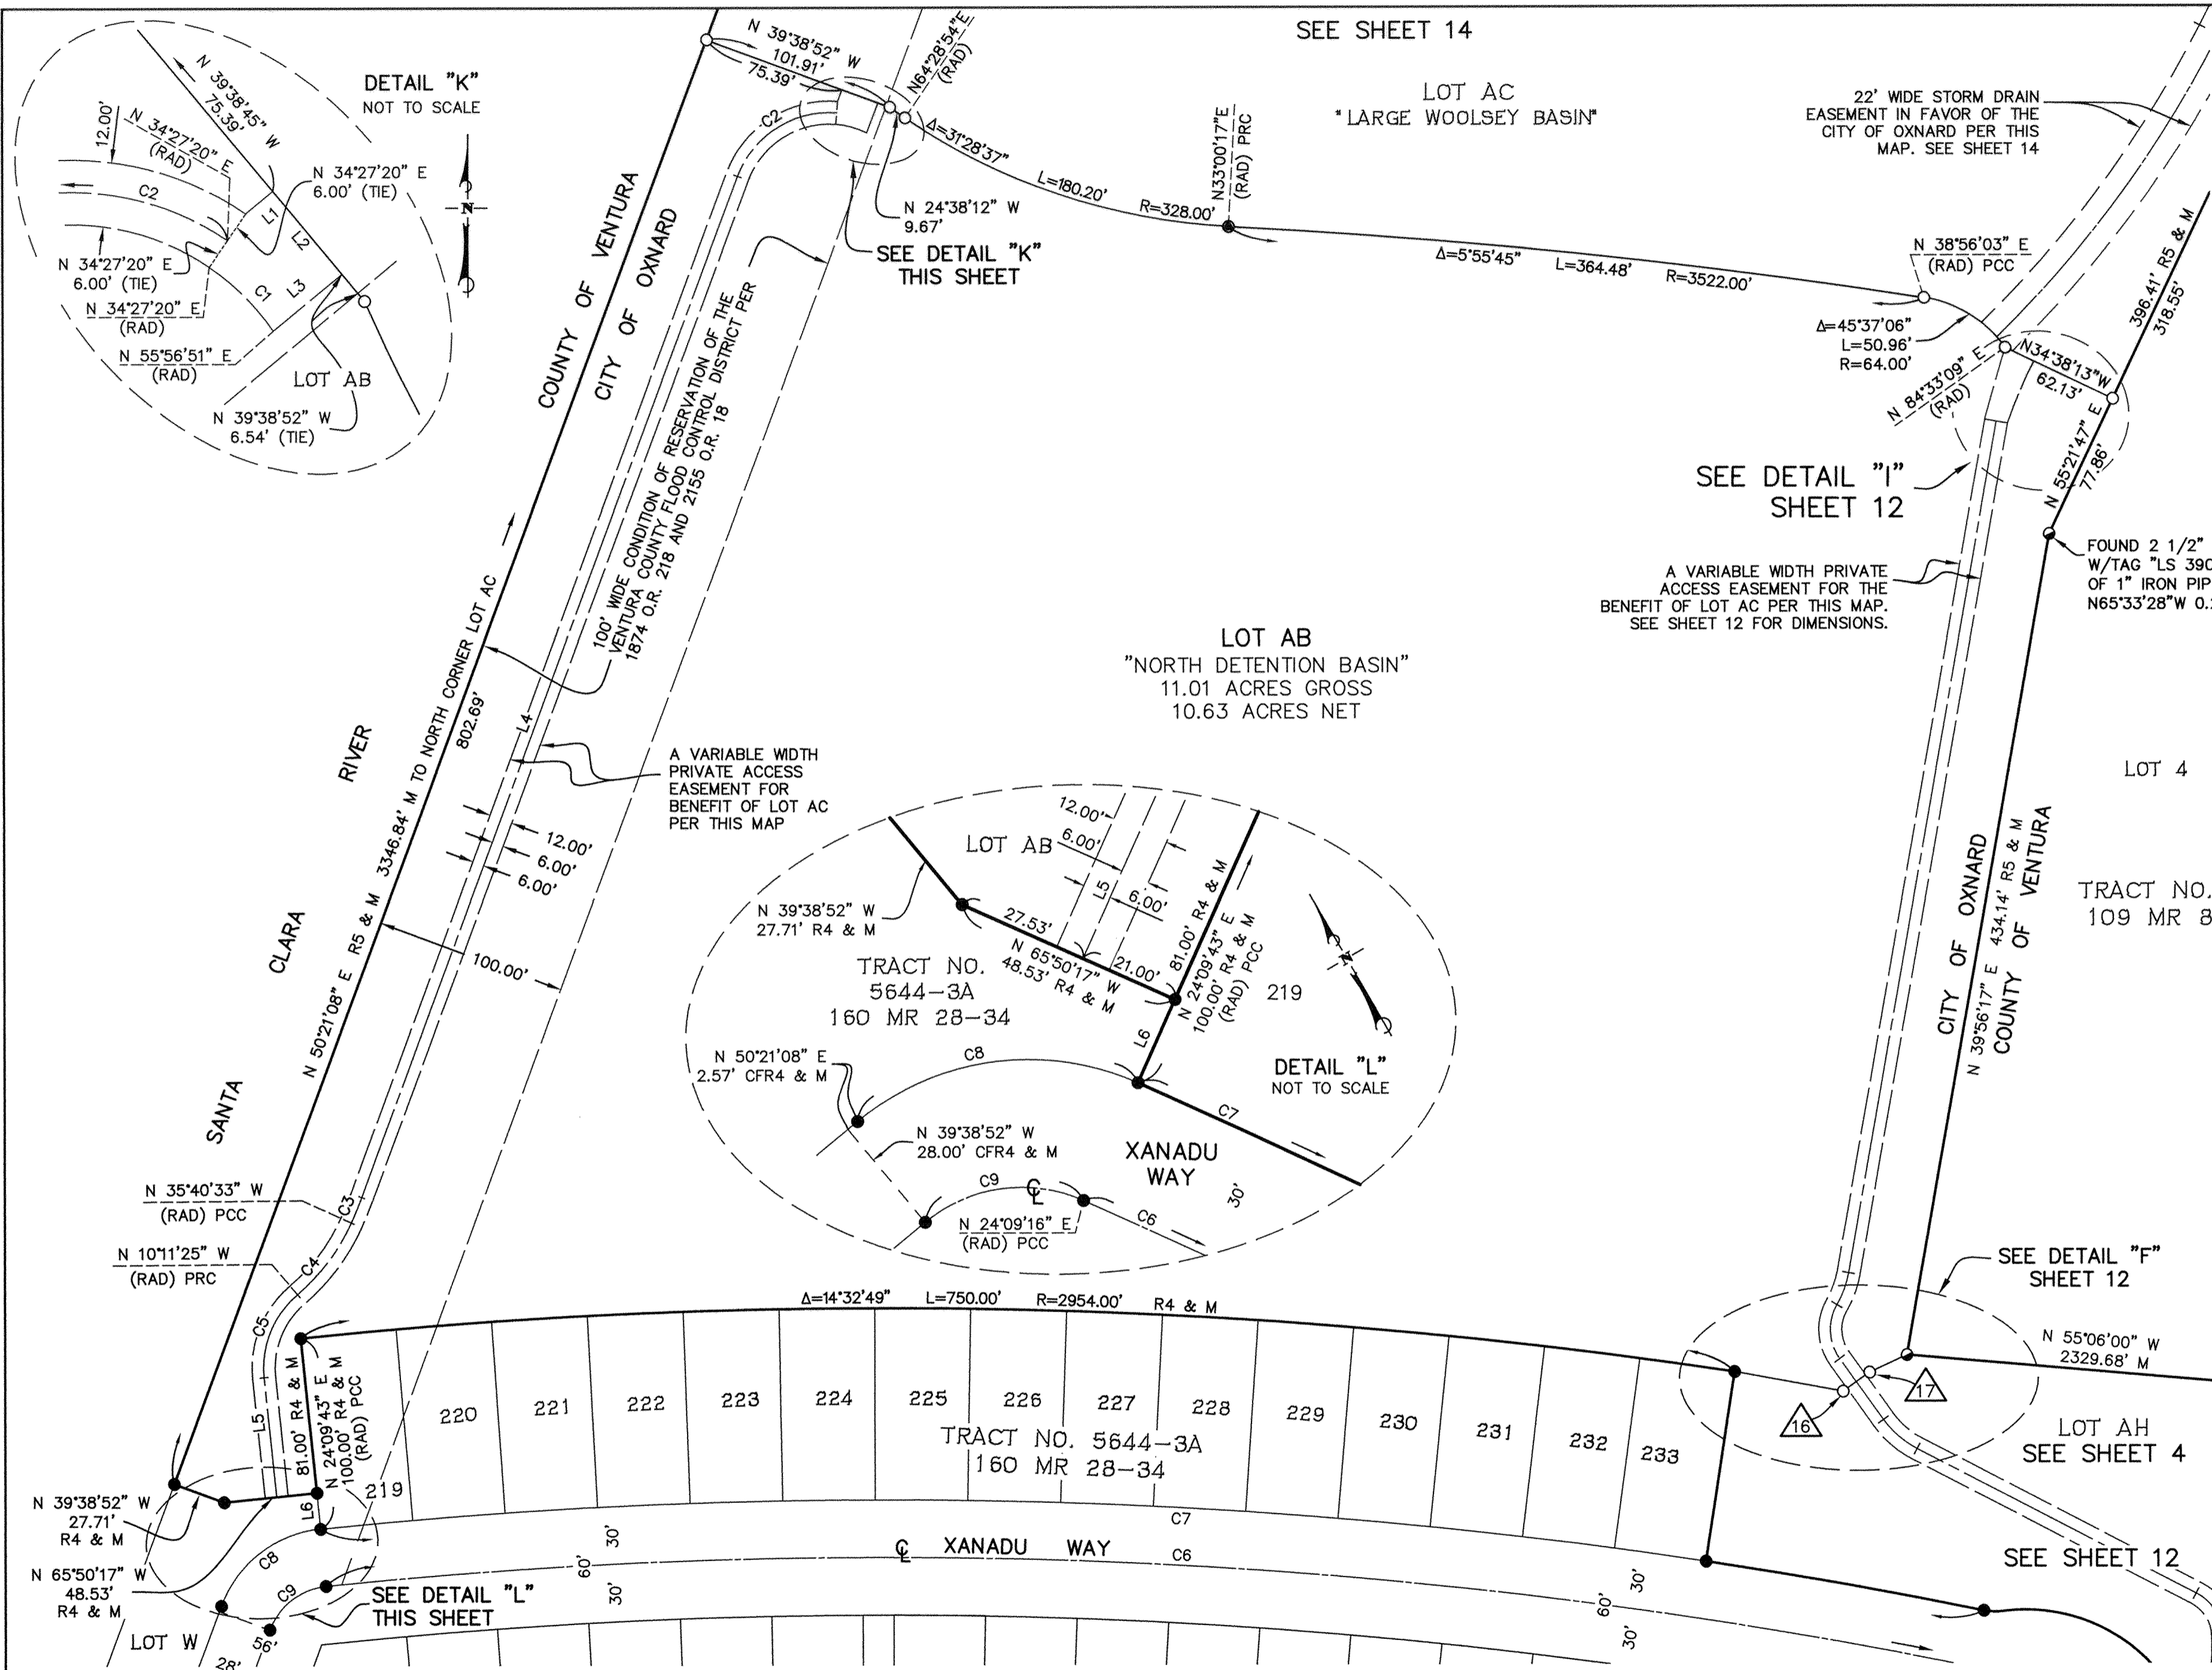 SEE SHEET 14
LOT AC
"LARGE WOOLSEY BASIN"
22' WIDE STORM DRAIN
EASEMENT IN FAVOR OF THE
CITY OF OXNARD PER THIS
MAP. SEE SHEET 14
DETAIL "K"
NOT TO SCALE
N 39°38'45" W
75.39'
12.00'
N 34°27'20" E
(RAD)
N 34°27'20" E
6.00' (TIE)
C2
L1
L2
N 34°27'20" E
6.00' (TIE)
C1
L3
N 34°27'20" E
(RAD)
N 55°56'51" E
(RAD)
LOT AB
N 39°38'52" W
6.54' (TIE)
N
N 39°38'52" W
101.91'
75.39'
N64°28'54"E
(RAD)
C2
Δ=31°28'37"
L=180.20'
R=328.00'
N33°00'17"E
(RAD) PRC
N 24°38'12" W
9.67'
SEE DETAIL "K"
THIS SHEET
Δ=5°55'45"
L=364.48'
R=3522.00'
N 38°56'03" E
(RAD) PCC
Δ=45°37'06"
L=50.96'
R=64.00'
N 84°33'09" E
(RAD)
N34°38'13"W
62.13'
396.41' R5 & M
318.55'
N 55°21'47" E
77.86'
SEE DETAIL "I"
SHEET 12
FOUND 2 1/2"
W/TAG "LS 390
OF 1" IRON PIP
N65°33'28"W 0.
A VARIABLE WIDTH PRIVATE
ACCESS EASEMENT FOR THE
BENEFIT OF LOT AC PER THIS MAP.
SEE SHEET 12 FOR DIMENSIONS.
COUNTY OF VENTURA
CITY OF OXNARD
100' WIDE CONDITION OF RESERVATION OF THE
VENTURA COUNTY FLOOD CONTROL DISTRICT PER
1874 O.R. 218 AND 2155 O.R. 18
LOT AB
"NORTH DETENTION BASIN"
11.01 ACRES GROSS
10.63 ACRES NET
SANTA CLARA RIVER
N 50°21'08" E R5 & M 3346.84' M TO NORTH CORNER LOT AC
802.69'
L4
A VARIABLE WIDTH
PRIVATE ACCESS
EASEMENT FOR
BENEFIT OF LOT AC
PER THIS MAP
12.00'
6.00'
6.00'
100.00'
LOT 4
TRACT NO.
109 MR 8
CITY OF OXNARD
N 39°56'17" E 434.14' R5 & M
COUNTY OF VENTURA
12.00'
LOT AB
6.00'
L5
6.00'
N 39°38'52" W
27.71' R4 & M
27.53'
N 65°50'17" W
48.53' R4 & M
21.00'
81.00' R4 & M
N 24°09'43" E
100.00' R4 & M
(RAD) PCC
219
N
TRACT NO.
5644-3A
160 MR 28-34
L6
C8
N 50°21'08" E
2.57' CFR4 & M
DETAIL "L"
NOT TO SCALE
C7
N 39°38'52" W
28.00' CFR4 & M
XANADU
WAY
30'
C9
℄
N 24°09'16" E
(RAD) PCC
C6
N 35°40'33" W
(RAD) PCC
C3
N 10°11'25" W
(RAD) PRC
C4
C5
L5
81.00' R4 & M
N 24°09'43" E
100.00' R4 & M
(RAD) PCC
L6
219
Δ=14°32'49"
L=750.00'
R=2954.00'
R4 & M
220
221
222
223
224
225
226
227
228
229
230
231
232
233
TRACT NO. 5644-3A
160 MR 28-34
SEE DETAIL "F"
SHEET 12
N 55°06'00" W
2329.68' M
16
17
LOT AH
SEE SHEET 4
N 39°38'52" W
27.71'
R4 & M
N 65°50'17" W
48.53'
R4 & M
C8
C9
SEE DETAIL "L"
THIS SHEET
LOT W
56'
28'
C7
30'
60'
30'
℄ XANADU WAY
C6
30'
60'
30'
SEE SHEET 12